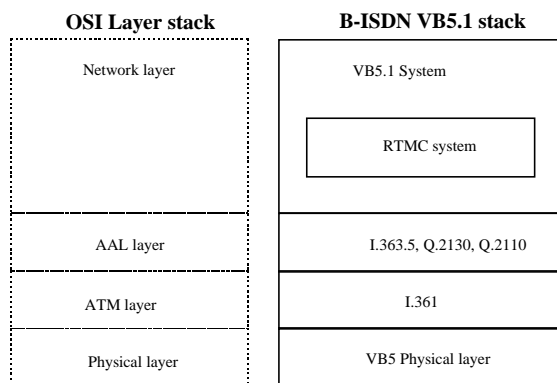 OSI Layer stack
B-ISDN VB5.1 stack
Network layer
VB5.1 System
RTMC system
AAL layer
I.363.5, Q.2130, Q.2110
ATM layer
I.361
Physical layer
VB5 Physical layer